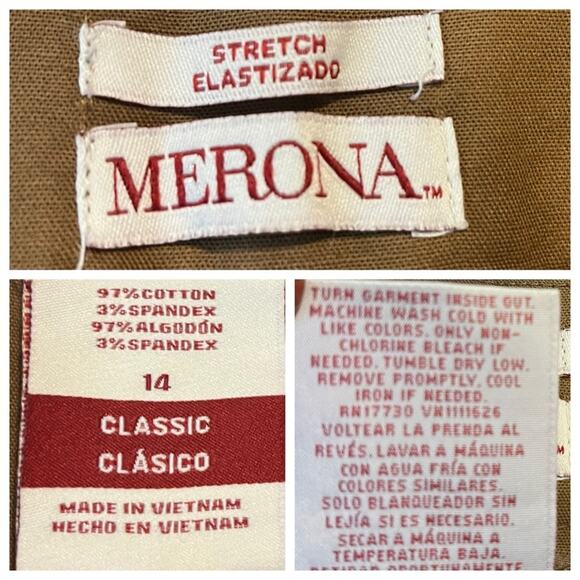 STRETCH
ELASTIZADO
MERONA™
97% COTTON
3% SPANDEX
97% ALGODÓN
3% SPANDEX
14
CLASSIC
CLÁSICO
MADE IN VIETNAM
HECHO EN VIETNAM
TURN GARMENT INSIDE OUT.
MACHINE WASH COLD WITH
LIKE COLORS. ONLY NON-
CHLORINE BLEACH IF
NEEDED. TUMBLE DRY LOW.
REMOVE PROMPTLY. COOL
IRON IF NEEDED.
RN17730 VN1111626
VOLTEAR LA PRENDA AL
REVÉS. LAVAR A MÁQUINA
CON AGUA FRÍA CON
COLORES SIMILARES.
SOLO BLANQUEADOR SIN
LEJÍA SI ES NECESARIO.
SECAR A MÁQUINA A
TEMPERATURA BAJA.
RETIRAR OPORTUNAMENTE
M